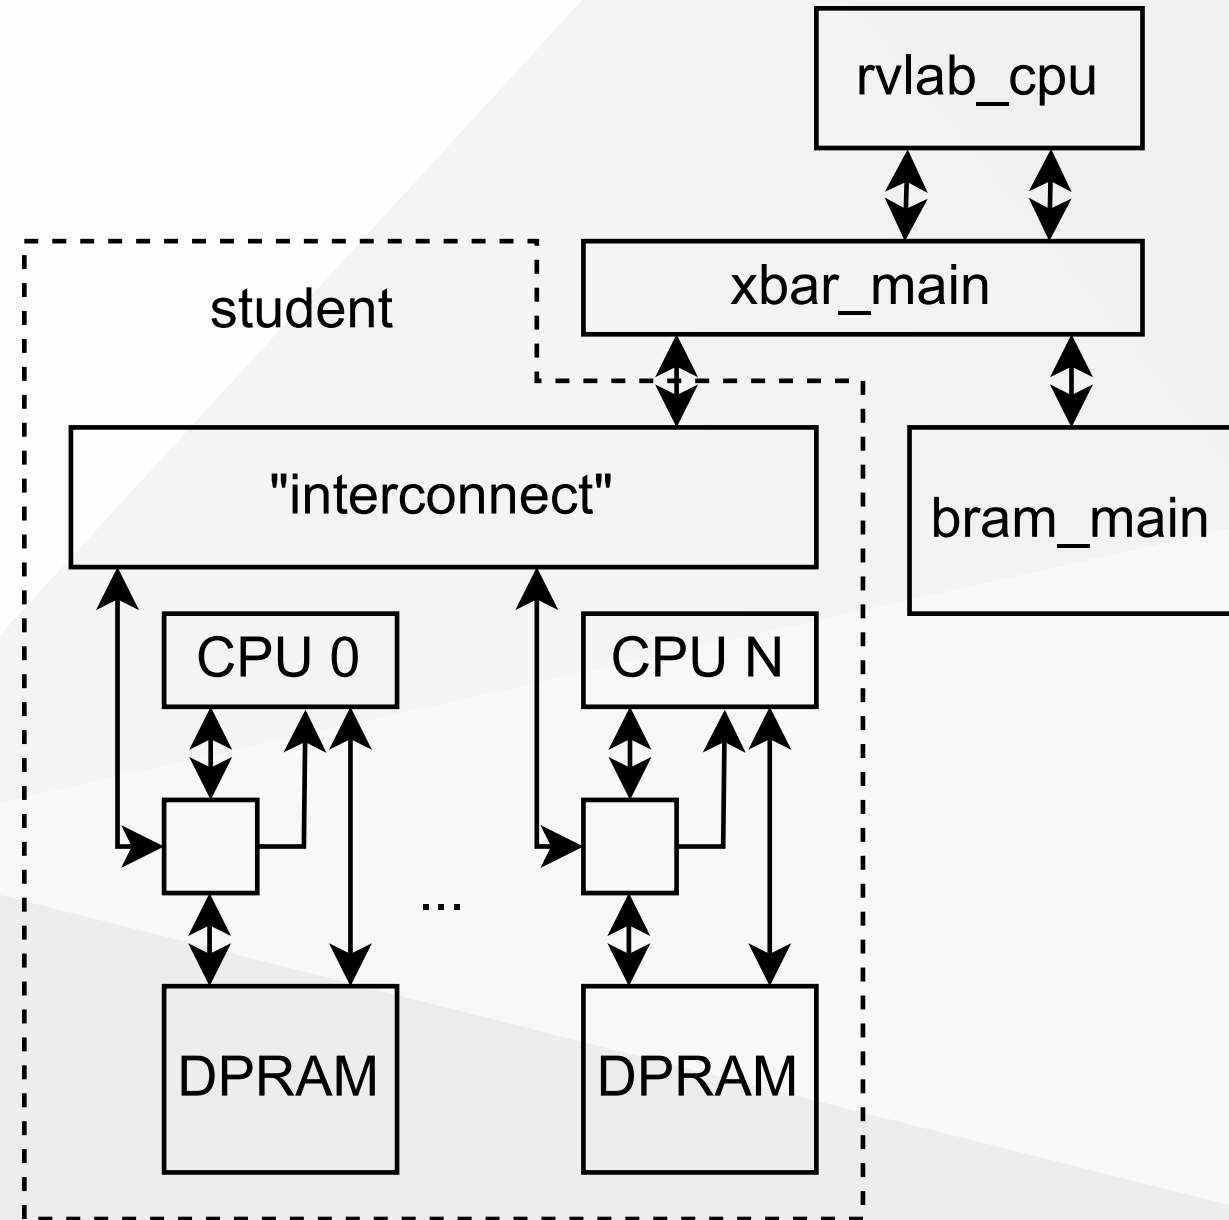 rvlab_cpu
xbar_main
student
"interconnect"
bram_main
CPU 0
CPU N
...
DPRAM
DPRAM